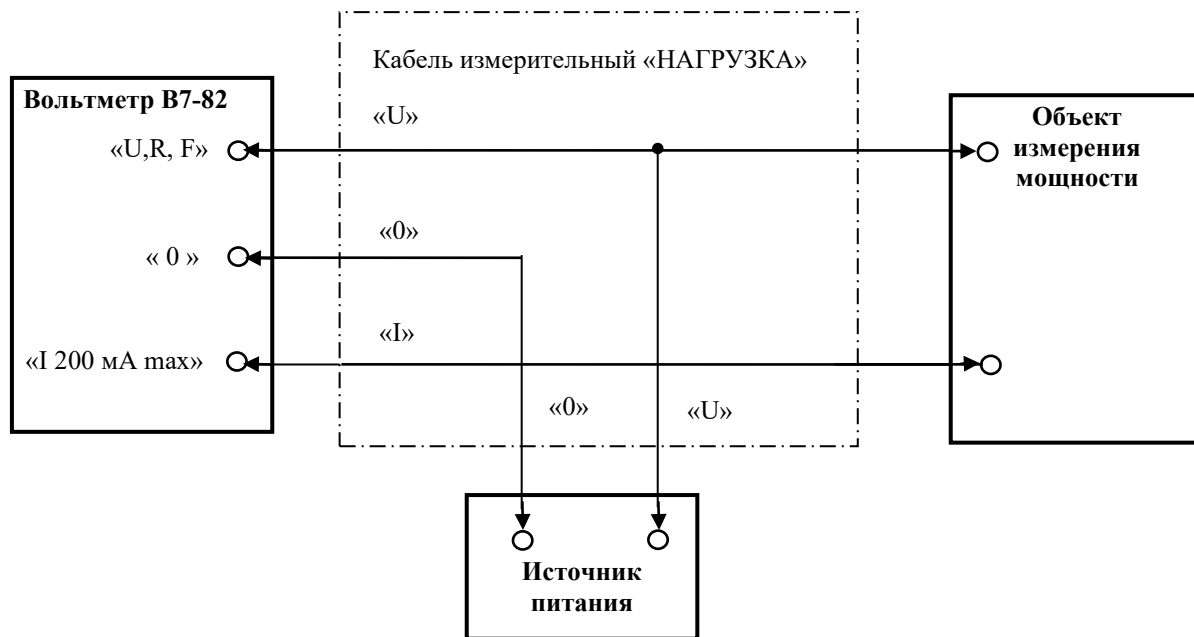 Кабель измерительный «НАГРУЗКА»
Вольтметр В7-82
«U,R, F»
« 0 »
«I 200 мА max»
«U»
«0»
«I»
«0»
«U»
Объект
измерения
мощности
Источник
питания